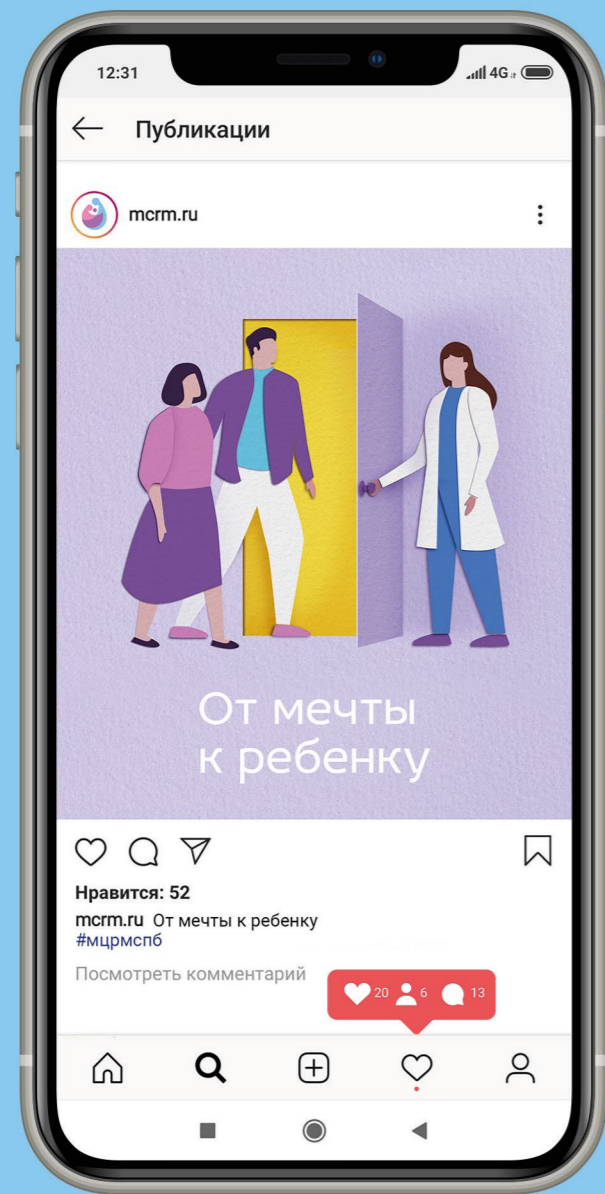 12:31
4G
Публикации
mcrm.ru
От мечты
к ребенку
Нравится: 52
mcrm.ru От мечты к ребенку
#мцрмспб
Посмотреть комментарий
20 6 13